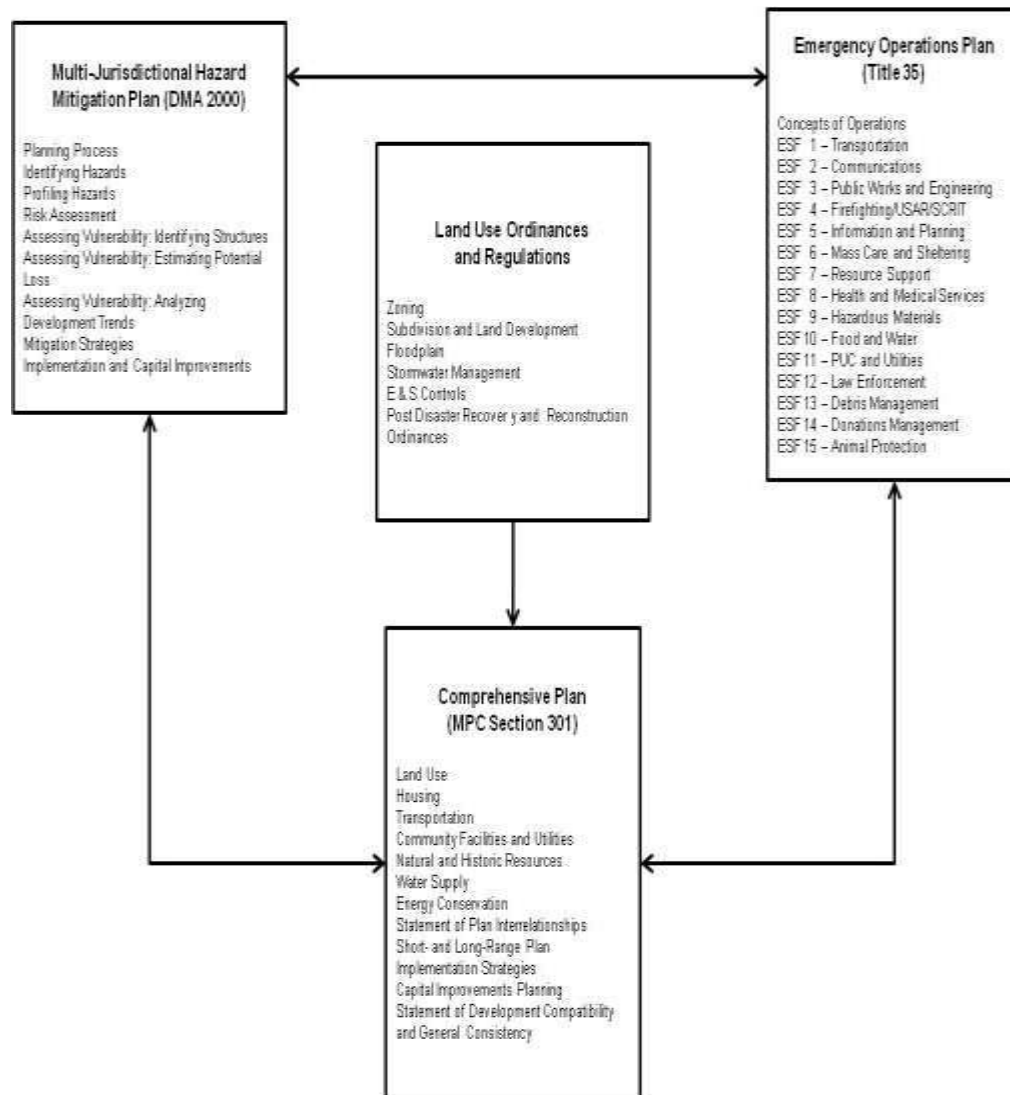 Multi-Jurisdictional Hazard
Mitigation Plan (DMA 2000)
Planning Process
Identifying Hazards
Profiling Hazards
Risk Assessment
Assessing Vulnerability: Identifying Structures
Assessing Vulnerability: Estimating Potential
Loss
Assessing Vulnerability: Analyzing
Development Trends
Mitigation Strategies
Implementation and Capital Improvements
Land Use Ordinances
and Regulations
Zoning
Subdivision and Land Development
Floodplain
Stormwater Management
E & S Controls
Post Disaster Recover y and Reconstruction
Ordinances
Emergency Operations Plan
(Title 35)
Concepts of Operations
ESF 1 – Transportation
ESF 2 – Communications
ESF 3 – Public Works and Engineering
ESF 4 – Firefighting/USAR/SCRIT
ESF 5 – Information and Planning
ESF 6 – Mass Care and Sheltering
ESF 7 – Resource Support
ESF 8 – Health and Medical Services
ESF 9 – Hazardous Materials
ESF 10 – Food and Water
ESF 11 – PUC and Utilities
ESF 12 – Law Enforcement
ESF 13 – Debris Management
ESF 14 – Donations Management
ESF 15 – Animal Protection
Comprehensive Plan
(MPC Section 301)
Land Use
Housing
Transportation
Community Facilities and Utilities
Natural and Historic Resources
Water Supply
Energy Conservation
Statement of Plan Interrelationships
Short- and Long-Range Plan
Implementation Strategies
Capital Improvements Planning
Statement of Development Compatibility
and General Consistency